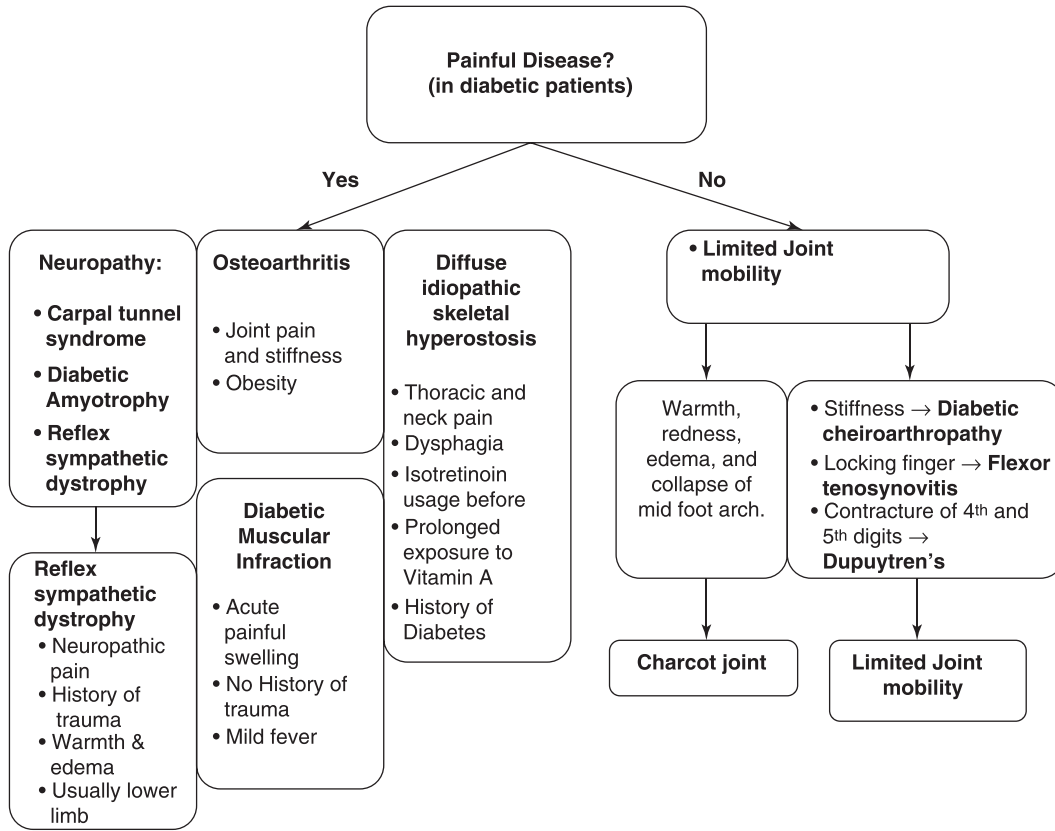 Painful Disease?
(in diabetic patients)
Yes
No
Neuropathy:
• Carpal tunnel
syndrome
• Diabetic
Amyotrophy
• Reflex
sympathetic
dystrophy
Reflex
sympathetic
dystrophy
• Neuropathic
pain
• History of
trauma
• Warmth &
edema
• Usually lower
limb
Osteoarthritis
• Joint pain
and stiffness
• Obesity
Diabetic
Muscular
Infraction
• Acute
painful
swelling
• No History of
trauma
• Mild fever
Diffuse
idiopathic
skeletal
hyperostosis
• Thoracic and
neck pain
• Dysphagia
• Isotretinoin
usage before
• Prolonged
exposure to
Vitamin A
• History of
Diabetes
• Limited Joint
mobility
Warmth,
redness,
edema, and
collapse of
mid foot arch.
Charcot joint
• Stiffness → Diabetic
cheiroarthropathy
• Locking finger → Flexor
tenosynovitis
• Contracture of 4th and
5th digits →
Dupuytren's
Limited Joint
mobility